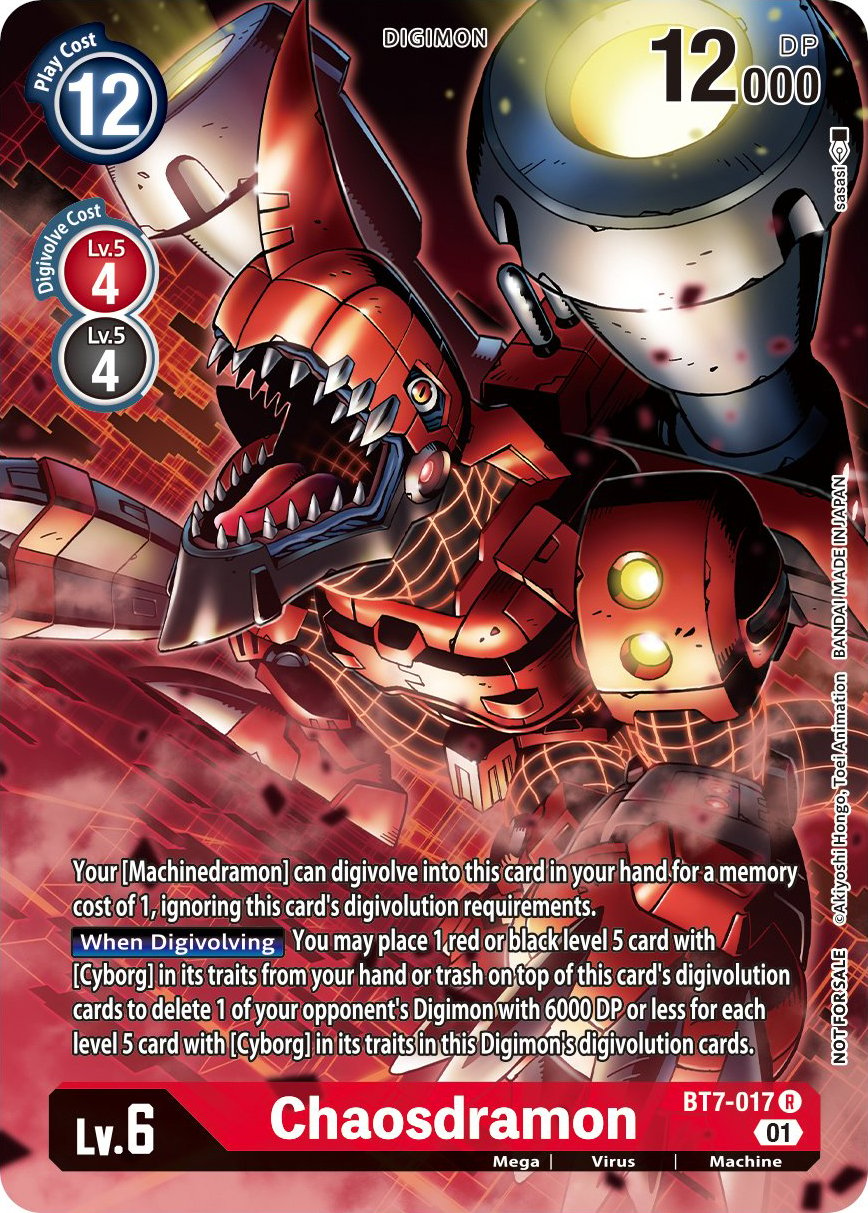 DIGIMON
Play Cost
12
12000
DP
sasasi
Digivolve Cost
Lv.5
4
Lv.5
4
BANDAI MADE IN JAPAN
©Akiyoshi Hongo, Toei Animation
NOT FOR SALE
Your [Machinedramon] can digivolve into this card in your hand for a memory
cost of 1, ignoring this card's digivolution requirements.
When Digivolving You may place 1 red or black level 5 card with
[Cyborg] in its traits from your hand or trash on top of this card's digivolution
cards to delete 1 of your opponent's Digimon with 6000 DP or less for each
level 5 card with [Cyborg] in its traits in this Digimon's digivolution cards.
Lv.6
Chaosdramon
BT7-017 R
01
Mega | Virus | Machine